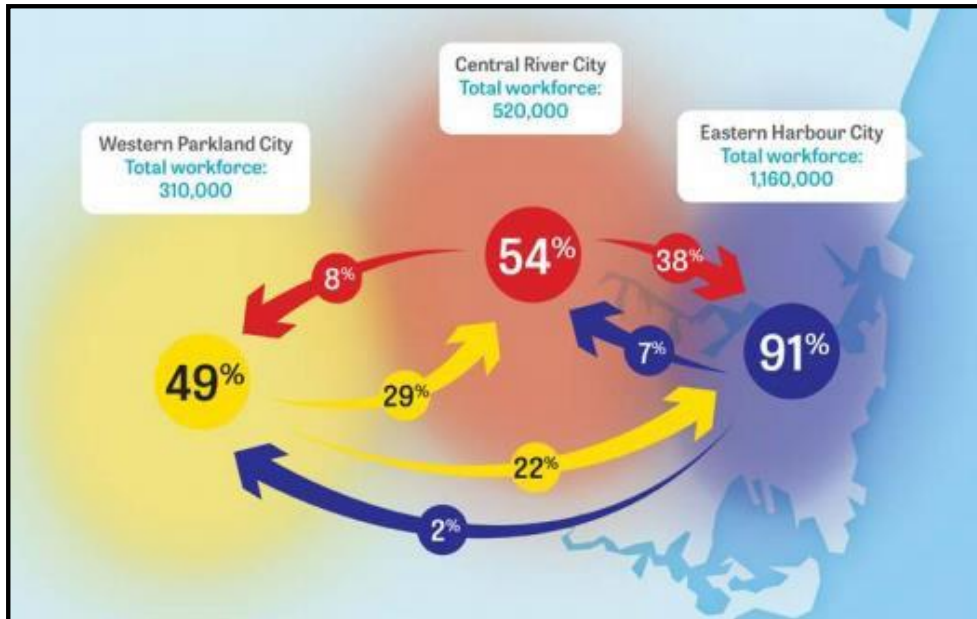 Central River City
Total workforce:
520,000
Western Parkland City
Total workforce:
310,000
Eastern Harbour City
Total workforce:
1,160,000
54%
38%
8%
7%
91%
49%
29%
22%
2%